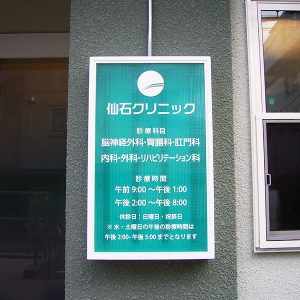 仙石クリニック
診療科目
脳神経外科・胃腸科・肛門科
内科・外科・リハビリテーション科
診療時間
午前 9:00 〜午後 1:00
午後 2:00 〜午後 8:00
休診日：日曜日・祝祭日
※ 水・土曜日の午後の診療時間は
午後 2:00〜午後 5:00 までとなります